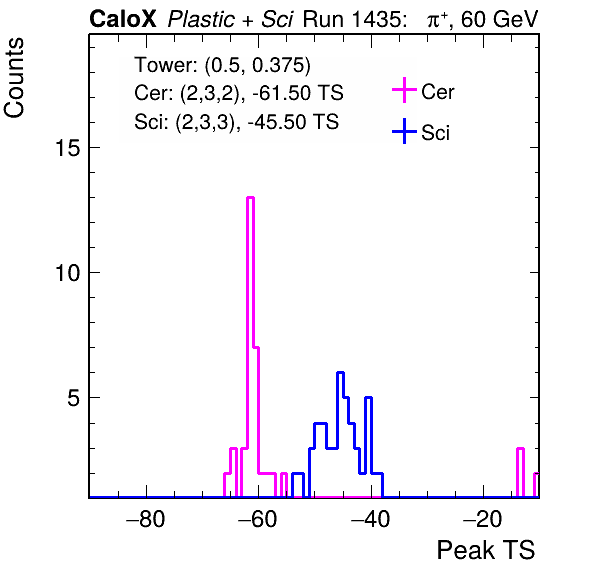 CaloX Plastic + Sci Run 1435: π⁺, 60 GeV
Counts
Tower: (0.5, 0.375)
Cer: (2,3,2), -61.50 TS
Sci: (2,3,3), -45.50 TS
Cer
Sci
15
10
5
−80 −60 −40 −20
Peak TS